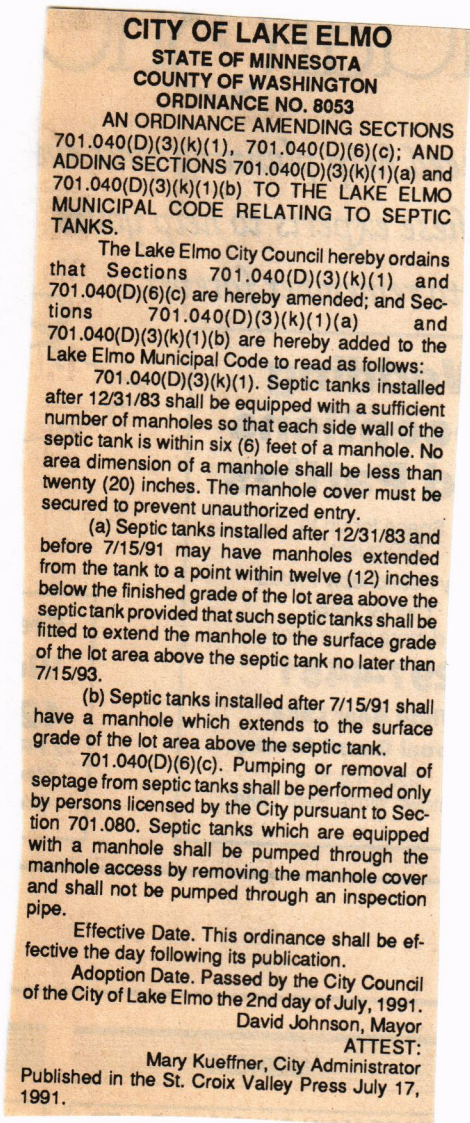 CITY OF LAKE ELMO
STATE OF MINNESOTA
COUNTY OF WASHINGTON
ORDINANCE NO. 8053
AN ORDINANCE AMENDING SECTIONS
701.040(D)(3)(k)(1), 701.040(D)(6)(c); AND
ADDING SECTIONS 701.040(D)(3)(k)(1)(a) and
701.040(D)(3)(k)(1)(b) TO THE LAKE ELMO
MUNICIPAL CODE RELATING TO SEPTIC
TANKS.
The Lake Elmo City Council hereby ordains
that Sections 701.040(D)(3)(k)(1) and
701.040(D)(6)(c) are hereby amended; and Sec-
tions 701.040(D)(3)(k)(1)(a) and
701.040(D)(3)(k)(1)(b) are hereby added to the
Lake Elmo Municipal Code to read as follows:
701.040(D)(3)(k)(1). Septic tanks installed
after 12/31/83 shall be equipped with a sufficient
number of manholes so that each side wall of the
septic tank is within six (6) feet of a manhole. No
area dimension of a manhole shall be less than
twenty (20) inches. The manhole cover must be
secured to prevent unauthorized entry.
(a) Septic tanks installed after 12/31/83 and
before 7/15/91 may have manholes extended
from the tank to a point within twelve (12) inches
below the finished grade of the lot area above the
septic tank provided that such septic tanks shall be
fitted to extend the manhole to the surface grade
of the lot area above the septic tank no later than
7/15/93.
(b) Septic tanks installed after 7/15/91 shall
have a manhole which extends to the surface
grade of the lot area above the septic tank.
701.040(D)(6)(c). Pumping or removal of
septage from septic tanks shall be performed only
by persons licensed by the City pursuant to Sec-
tion 701.080. Septic tanks which are equipped
with a manhole shall be pumped through the
manhole access by removing the manhole cover
and shall not be pumped through an inspection
pipe.
Effective Date. This ordinance shall be ef-
fective the day following its publication.
Adoption Date. Passed by the City Council
of the City of Lake Elmo the 2nd day of July, 1991.
David Johnson, Mayor
ATTEST:
Mary Kueffner, City Administrator
Published in the St. Croix Valley Press July 17,
1991.